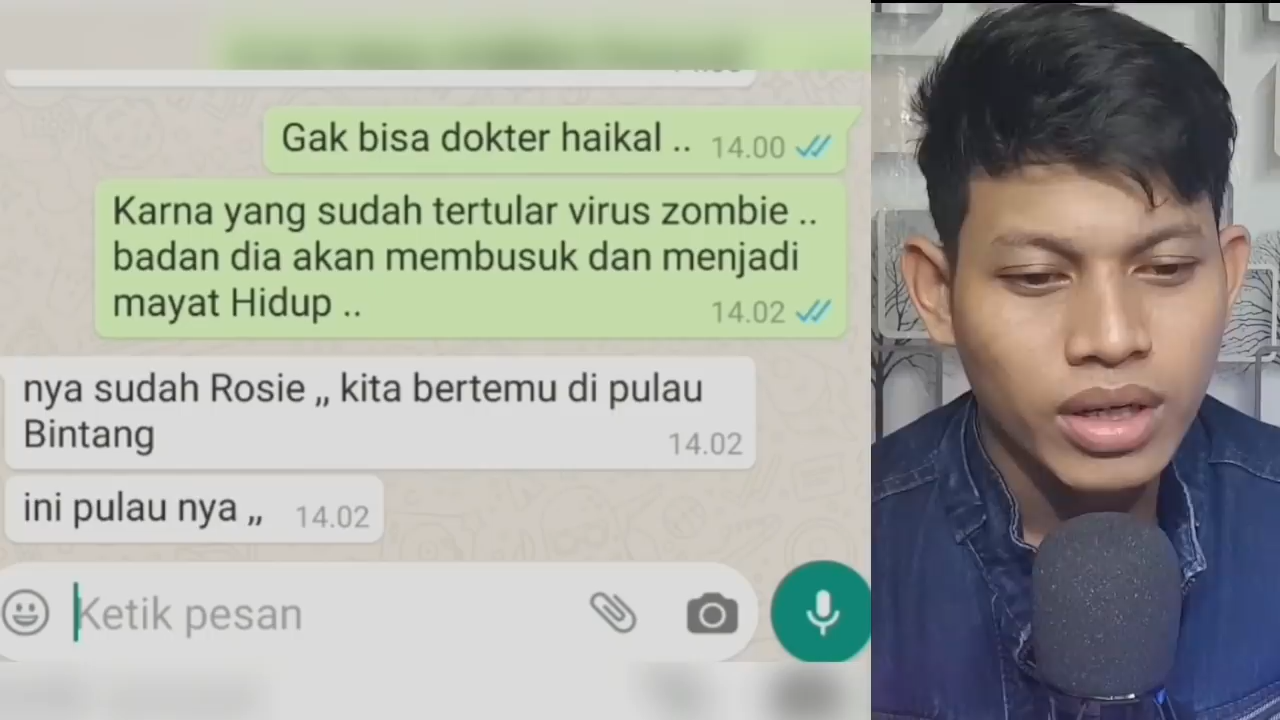 Gak bisa dokter haikal .. 14.00
Karna yang sudah tertular virus zombie ..
badan dia akan membusuk dan menjadi
mayat Hidup .. 14.02
nya sudah Rosie ,, kita bertemu di pulau
Bintang 14.02
ini pulau nya ,, 14.02
Ketik pesan